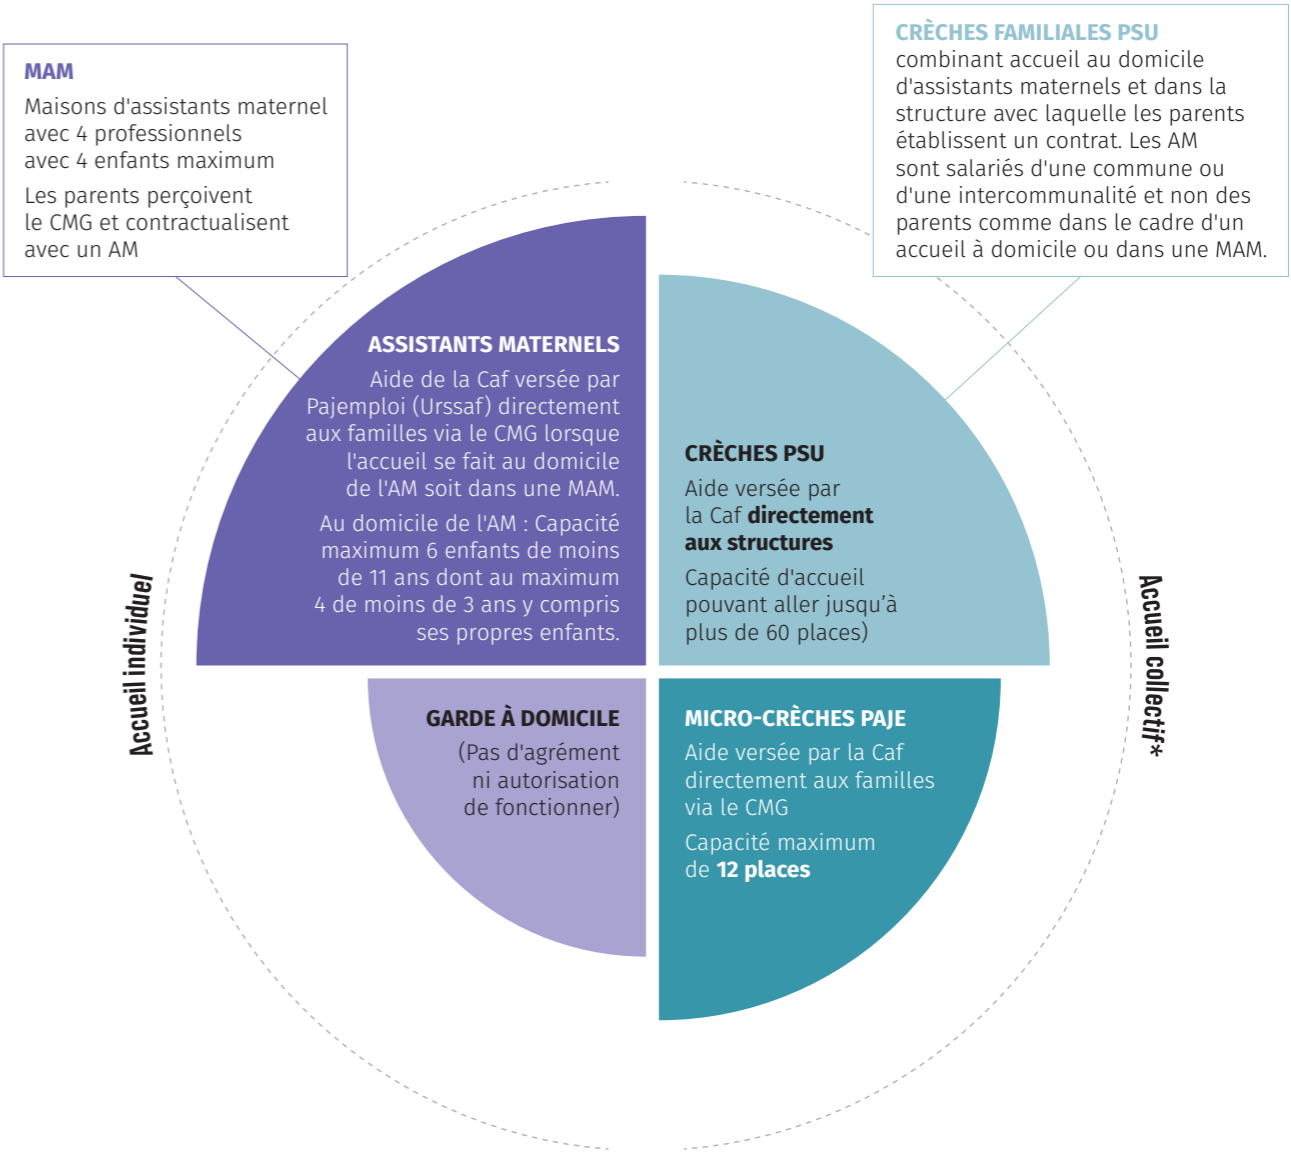 MAM
Maisons d'assistants maternel
avec 4 professionnels
avec 4 enfants maximum
Les parents perçoivent
le CMG et contractualisent
avec un AM
CRÈCHES FAMILIALES PSU
combinant accueil au domicile
d'assistants maternels et dans la
structure avec laquelle les parents
établissent un contrat. Les AM
sont salariés d'une commune ou
d'une intercommunalité et non des
parents comme dans le cadre d'un
accueil à domicile ou dans une MAM.
ASSISTANTS MATERNELS
Aide de la Caf versée par
Pajemploi (Urssaf) directement
aux familles via le CMG lorsque
l'accueil se fait au domicile
de l'AM soit dans une MAM.
Au domicile de l'AM : Capacité
maximum 6 enfants de moins
de 11 ans dont au maximum
4 de moins de 3 ans y compris
ses propres enfants.
CRÈCHES PSU
Aide versée par
la Caf directement
aux structures
Capacité d'accueil
pouvant aller jusqu’à
plus de 60 places)
Accueil individuel
Accueil collectif*
GARDE À DOMICILE
(Pas d'agrément
ni autorisation
de fonctionner)
MICRO-CRÈCHES PAJE
Aide versée par la Caf
directement aux familles
via le CMG
Capacité maximum
de 12 places